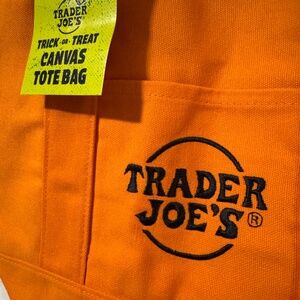 TRADER
JOE'S
TRICK-OR-TREAT
CANVAS
TOTE BAG
TRADER
JOE'S®